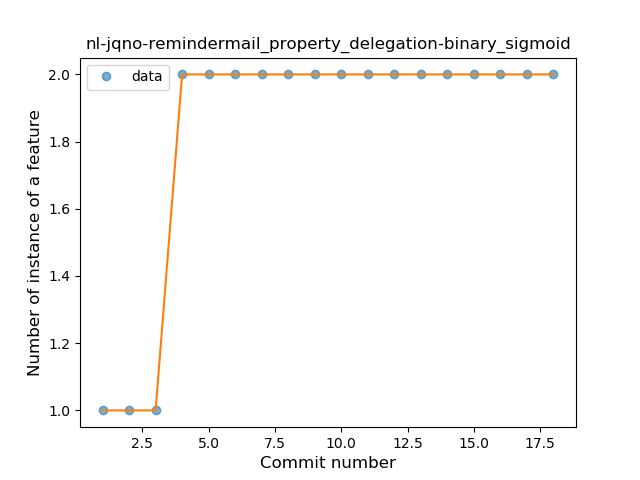 nl-jqno-remindermail_property_delegation-binary_sigmoid
data
Number of instance of a feature
2.0
1.8
1.6
1.4
1.2
1.0
2.5 5.0 7.5 10.0 12.5 15.0 17.5
Commit number